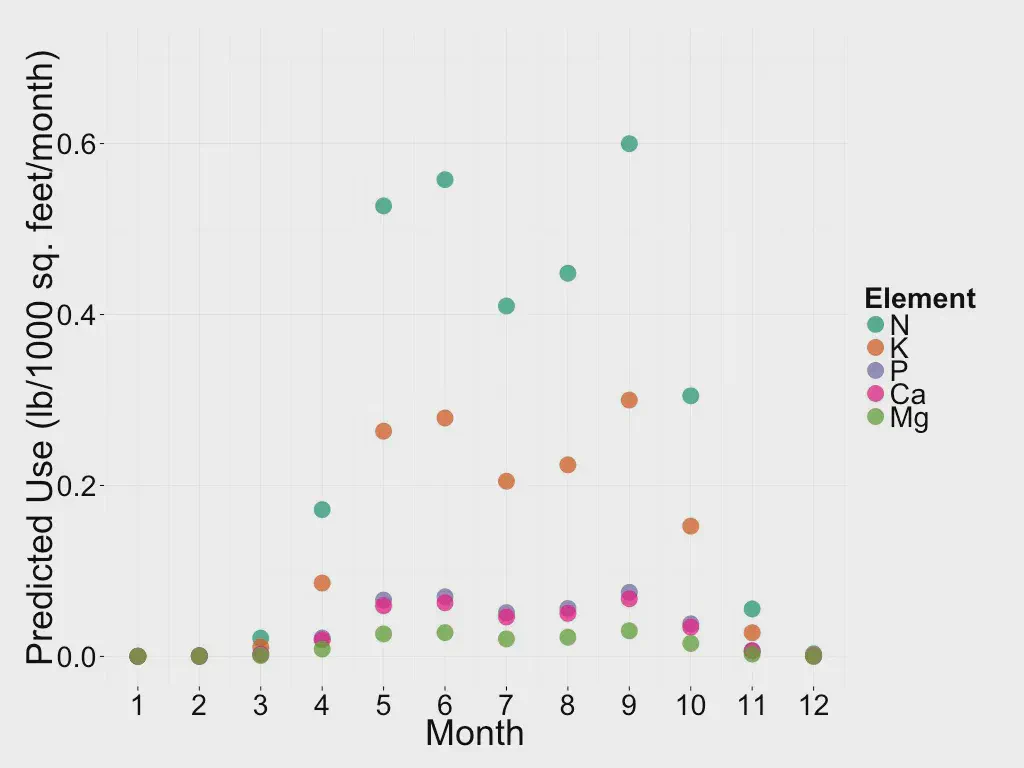 Predicted Use (lb/1000 sq. feet/month)
0.6
0.4
0.2
0.0
1 2 3 4 5 6 7 8 9 10 11 12
Month
Element
N
K
P
Ca
Mg